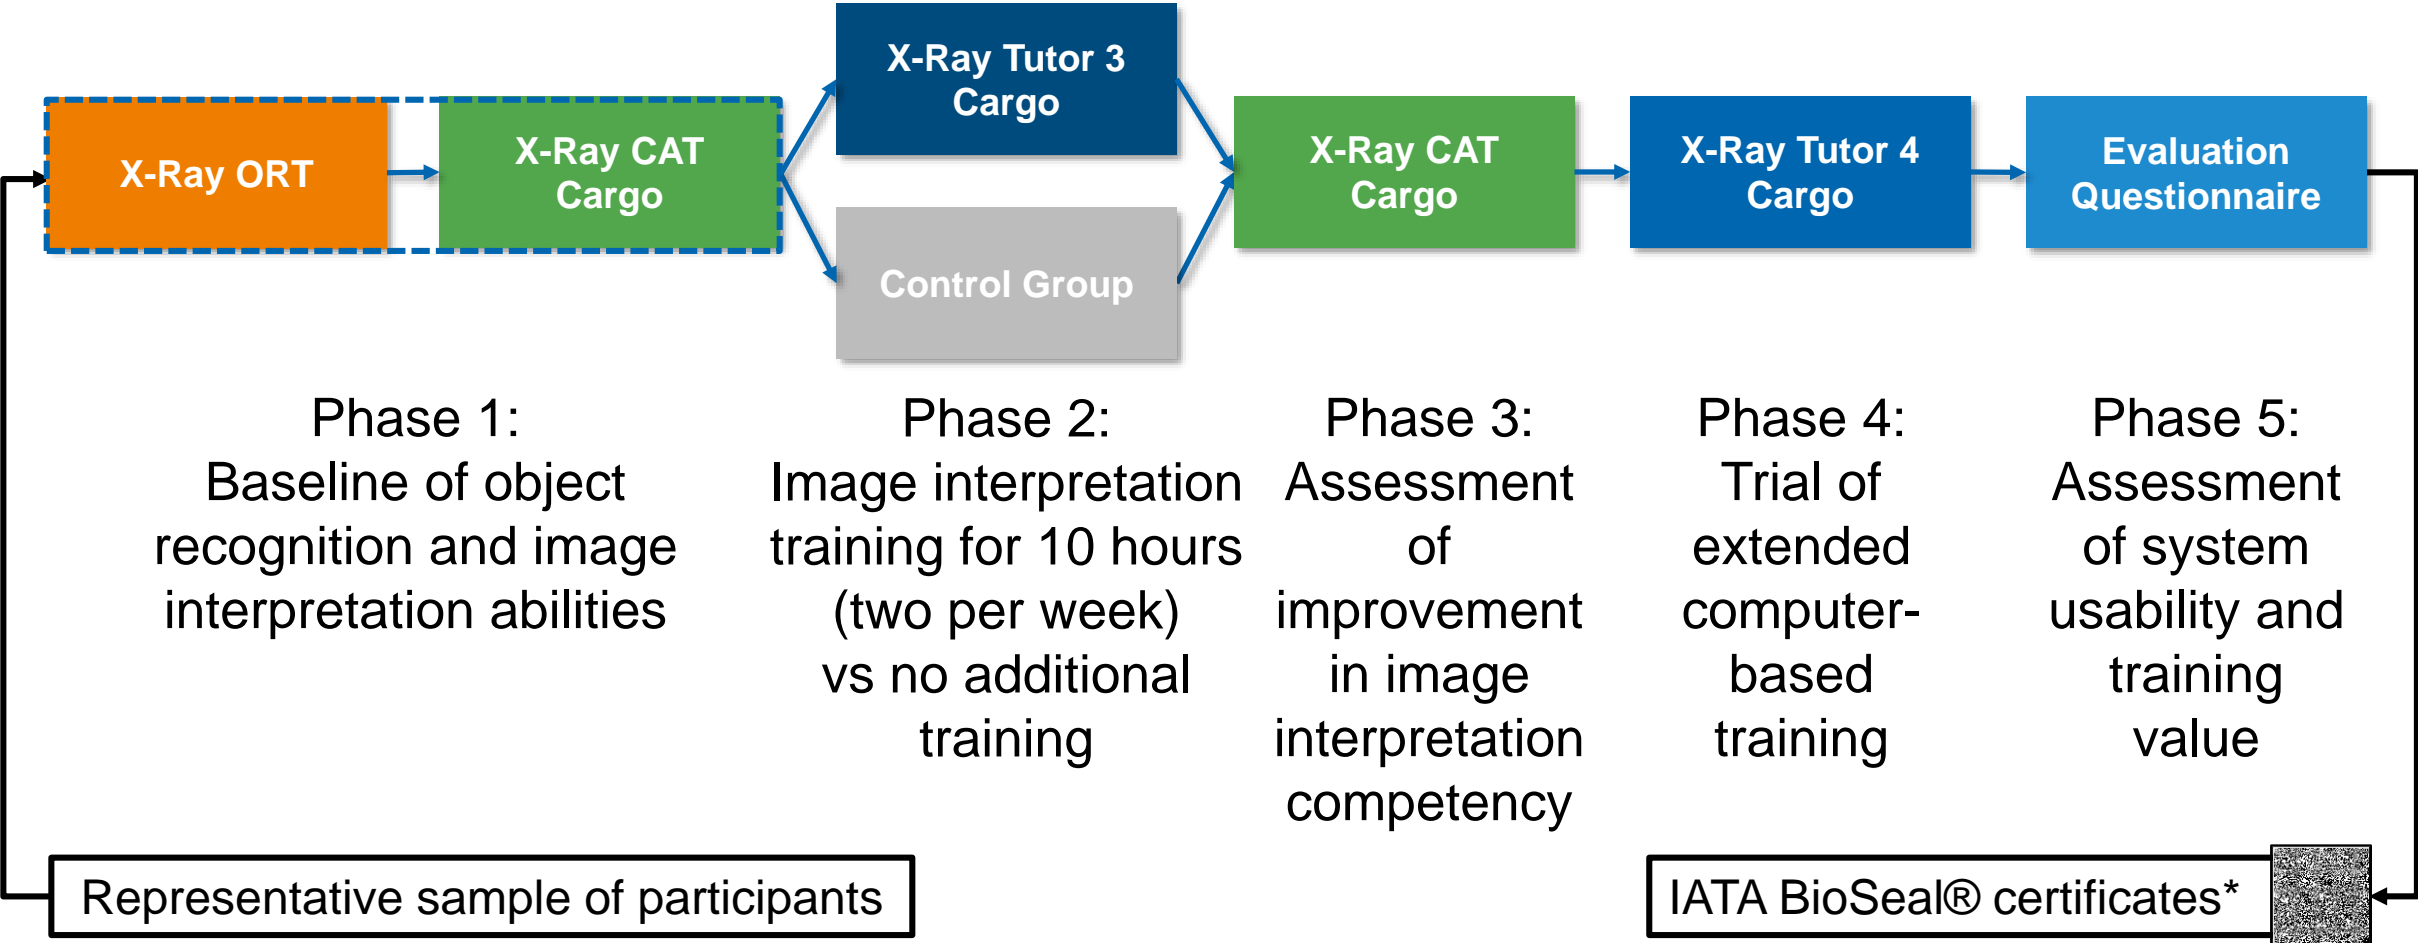 X-Ray ORT
X-Ray CAT
Cargo
X-Ray Tutor 3
Cargo
Control Group
X-Ray CAT
Cargo
X-Ray Tutor 4
Cargo
Evaluation
Questionnaire
Phase 1:
Baseline of object
recognition and image
interpretation abilities
Phase 2:
Image interpretation
training for 10 hours
(two per week)
vs no additional
training
Phase 3:
Assessment
of
improvement
in image
interpretation
competency
Phase 4:
Trial of
extended
computer-
based
training
Phase 5:
Assessment
of system
usability and
training
value
Representative sample of participants
IATA BioSeal® certificates*